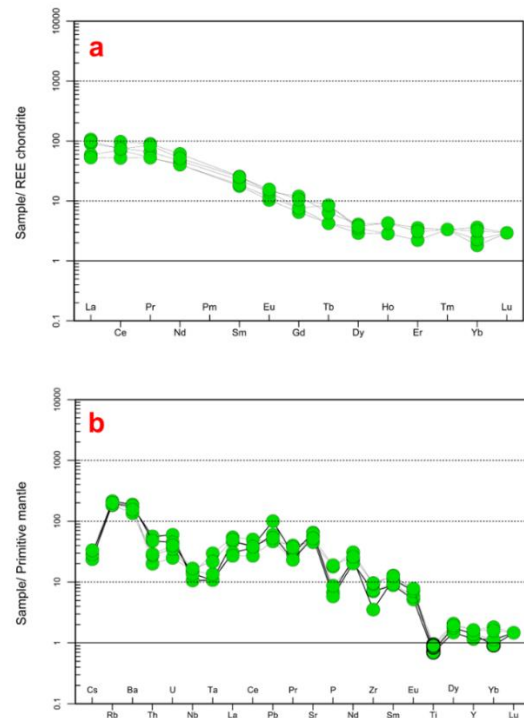 a
10000
1000
100
10
1
0.1
Sample/ REE chondrite
La Pr Pm Eu Tb Ho Tm Lu
Ce Nd Sm Gd Dy Er Yb
b
10000
1000
100
10
1
0.1
Sample/ Primitive mantle
Cs Ba U Ta Ce Pr P Zr Eu Dy Yb
Rb Th Nb La Pb Sr Nd Sm Ti Y Lu